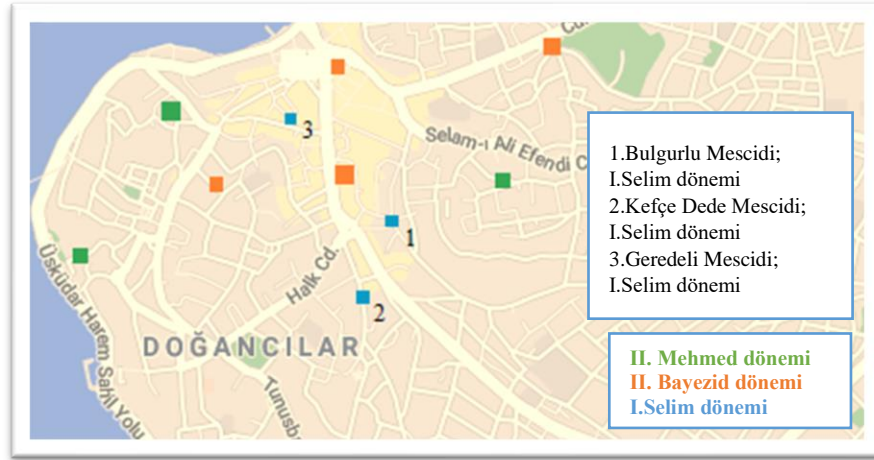 Cu
Selam-ı Ali Efendi C
3
1
2
Halk Cd.
Üsküdar Harem Sahil Yolu
DOĞANCILAR
Tunusb
1.Bulgurlu Mescidi;
I.Selim dönemi
2.Kefçe Dede Mescidi;
I.Selim dönemi
3.Geredeli Mescidi;
I.Selim dönemi
II. Mehmed dönemi
II. Bayezid dönemi
I.Selim dönemi